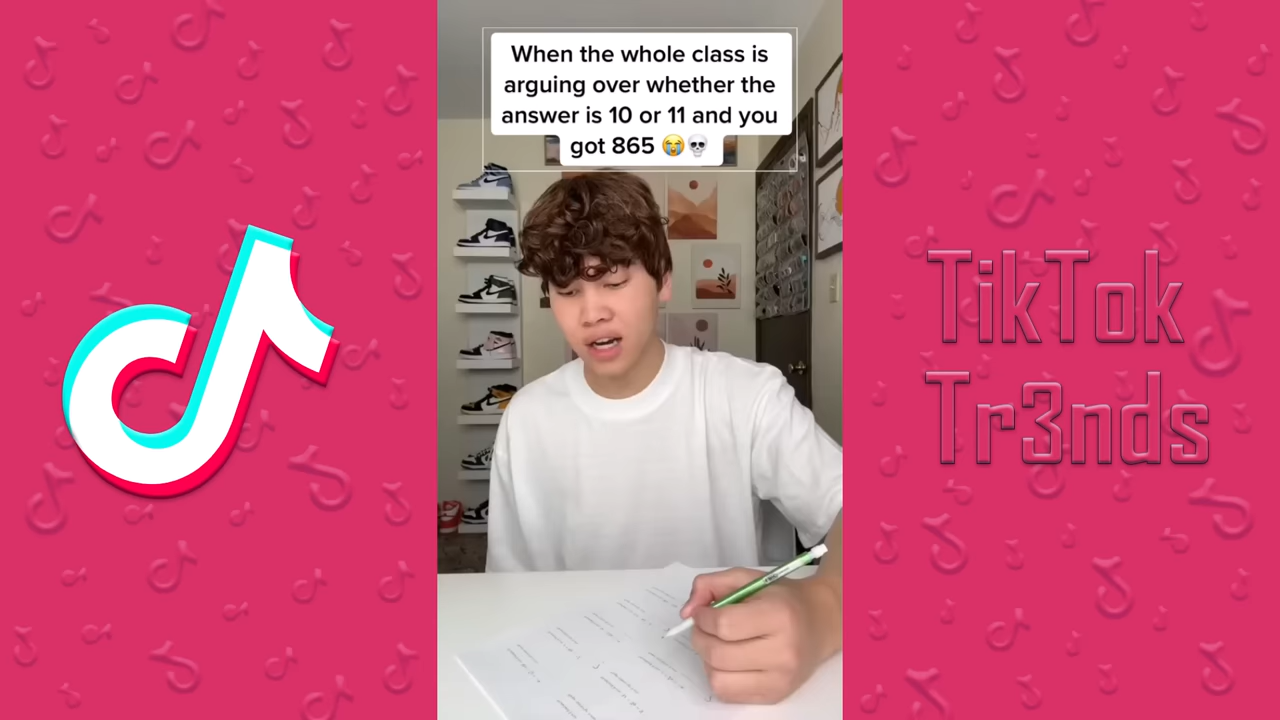 When the whole class is
arguing over whether the
answer is 10 or 11 and you
got 865 😭💀
TikTok
Tr3nds